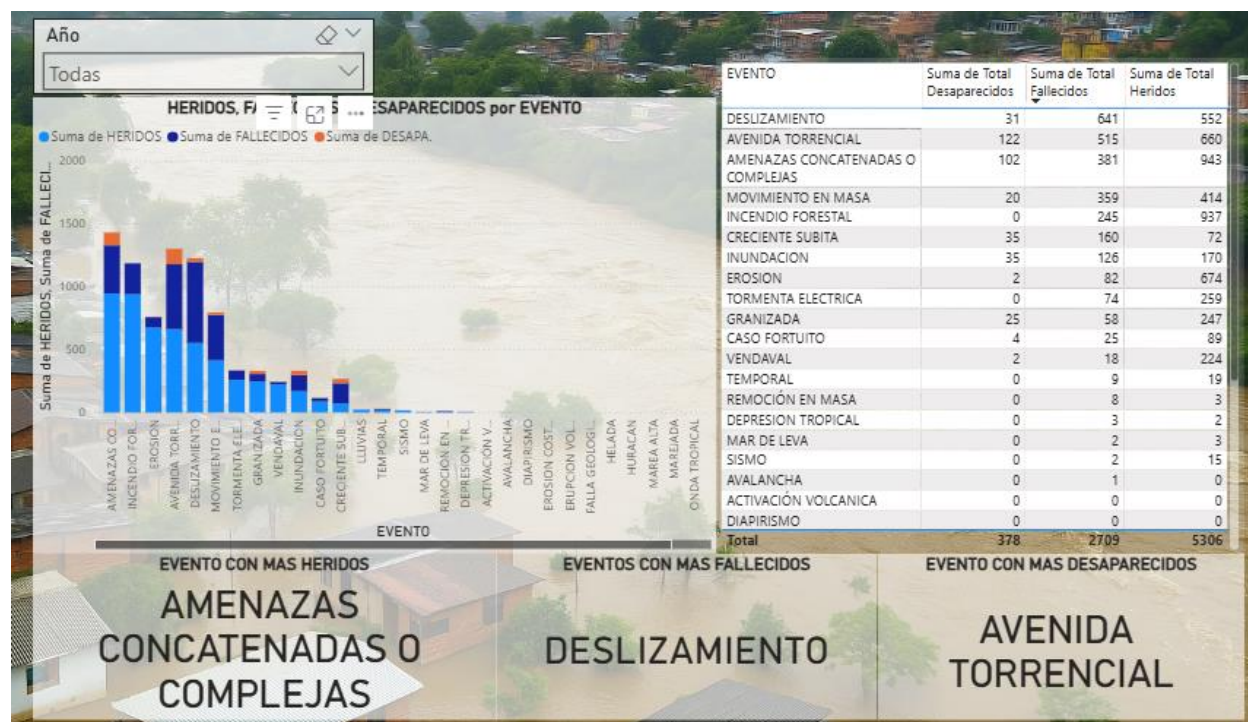 Año
Todas
HERIDOS, FA
ESAPARECIDOS por EVENTO
Suma de HERIDOS Suma de FALLECIDOS Suma de DESAPA.
Suma de HERIDOS, Suma de FALLECI...
2000
1500
1000
500
0
AMENAZAS CO...
INCENDIO FOR...
EROSION
AVENIDA TORR...
DESLIZAMIENTO
MOVIMIENTO E...
TORMENTA ELE...
GRANIZADA
VENDAVAL
INUNDACION
CASO FORTUITO
CRECIENTE SUB...
LLUVIAS
TEMPORAL
SISMO
MAR DE LEVA
REMOCIÓN EN ...
DEPRESION TR...
ACTIVACIÓN V...
AVALANCHA
DIAPIRISMO
EROSION COST...
ERUPCION VOL...
FALLA GEOLOGI...
HELADA
HURACAN
MAREA ALTA
MAREJADA
ONDA TROPICAL
EVENTO
EVENTO Suma de Total Suma de Total Suma de Total
Desaparecidos Fallecidos Heridos
DESLIZAMIENTO 31 641 552
AVENIDA TORRENCIAL 122 515 660
AMENAZAS CONCATENADAS O 102 381 943
COMPLEJAS
MOVIMIENTO EN MASA 20 359 414
INCENDIO FORESTAL 0 245 937
CRECIENTE SUBITA 35 160 72
INUNDACION 35 126 170
EROSION 2 82 674
TORMENTA ELECTRICA 0 74 259
GRANIZADA 25 58 247
CASO FORTUITO 4 25 89
VENDAVAL 2 18 224
TEMPORAL 0 9 19
REMOCIÓN EN MASA 0 8 3
DEPRESION TROPICAL 0 3 2
MAR DE LEVA 0 2 3
SISMO 0 2 15
AVALANCHA 0 1 0
ACTIVACIÓN VOLCANICA 0 0 0
DIAPIRISMO 0 0 0
Total 378 2709 5306
EVENTO CON MAS HERIDOS
AMENAZAS
CONCATENADAS O
COMPLEJAS
EVENTOS CON MAS FALLECIDOS
DESLIZAMIENTO
EVENTO CON MAS DESAPARECIDOS
AVENIDA
TORRENCIAL